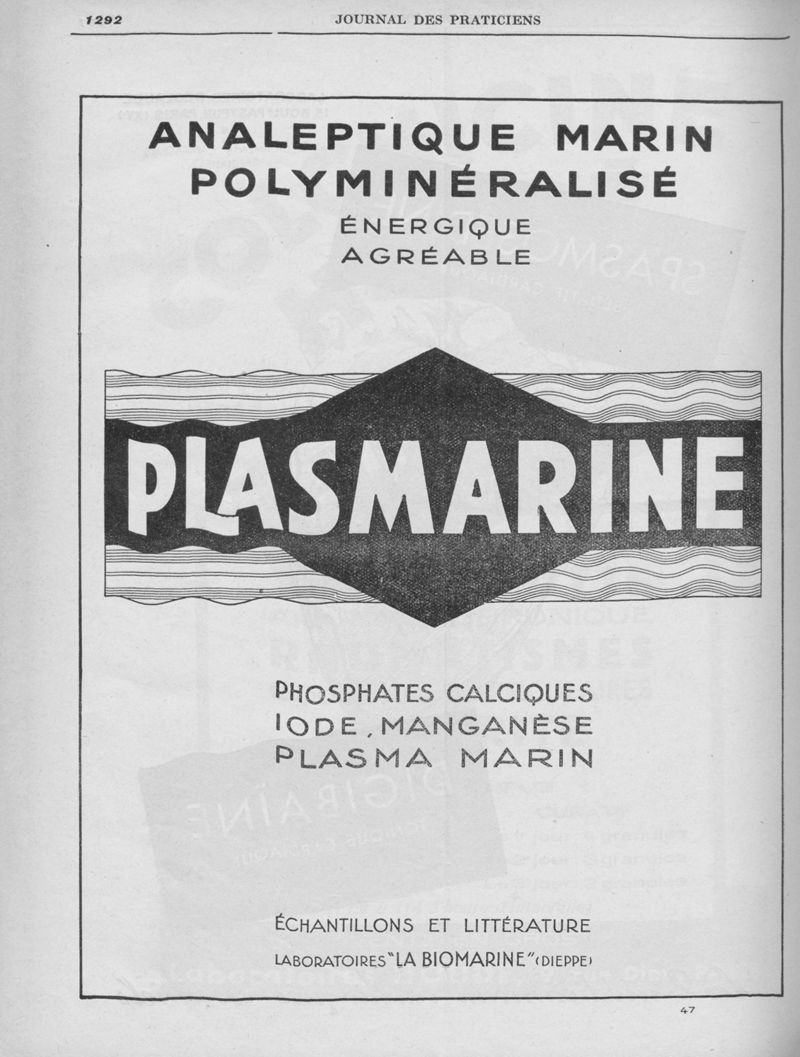 1292 JOURNAL DES PRATICIENS
ANALEPTIQUE MARIN
POLYMINÉRALISÉ
ÉNERGIQUE
AGRÉABLE
PLASMARINE
PHOSPHATES CALCIQUES
IODE, MANGANÈSE
PLASMA MARIN
ÉCHANTILLONS ET LITTÉRATURE
LABORATOIRES "LA BIOMARINE" (DIEPPE)
47